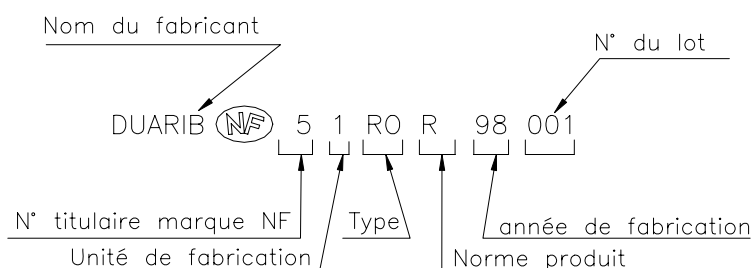 Nom du fabricant
N° du lot
DUARIB NF 5 1 RO R 98 001
N° titulaire marque NF
Type
année de fabrication
Unité de fabrication
Norme produit